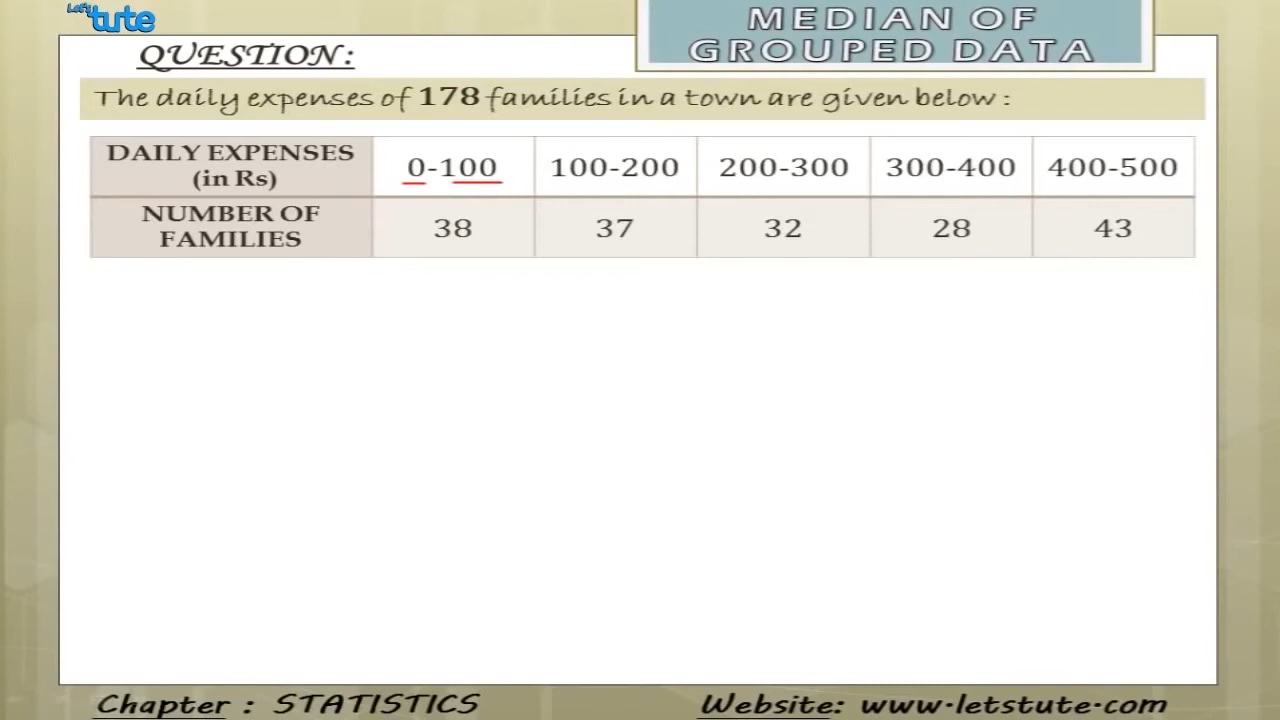 Let's
tute
MEDIAN OF
GROUPED DATA
QUESTION:
The daily expenses of 178 families in a town are given below :
DAILY EXPENSES
(in Rs)
0-100
100-200
200-300
300-400
400-500
NUMBER OF
FAMILIES
38
37
32
28
43
Chapter : STATISTICS
Website: www.letstute.com